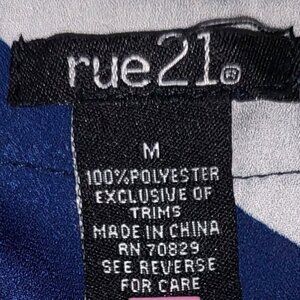 rue21®
M
100%POLYESTER
EXCLUSIVE OF
TRIMS
MADE IN CHINA
RN 70829
SEE REVERSE
FOR CARE